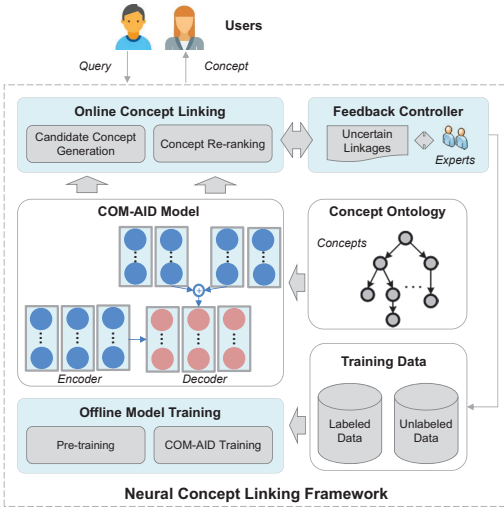 Users
Query
Concept
Online Concept Linking
Candidate Concept
Generation
Concept Re-ranking
Feedback Controller
Uncertain
Linkages
Experts
COM-AID Model
Encoder
Decoder
Concept Ontology
Concepts
Training Data
Labeled
Data
Unlabeled
Data
Offline Model Training
Pre-training
COM-AID Training
Neural Concept Linking Framework